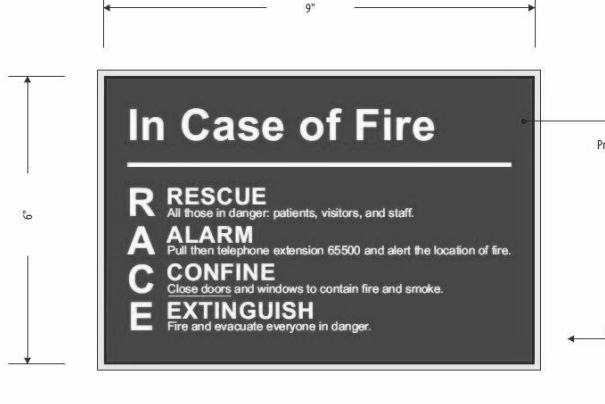 9"
In Case of Fire
6"
R RESCUE
All those in danger: patients, visitors, and staff.
A ALARM
Pull then telephone extension 65500 and alert the location of fire.
C CONFINE
Close doors and windows to contain fire and smoke.
E EXTINGUISH
Fire and evacuate everyone in danger.